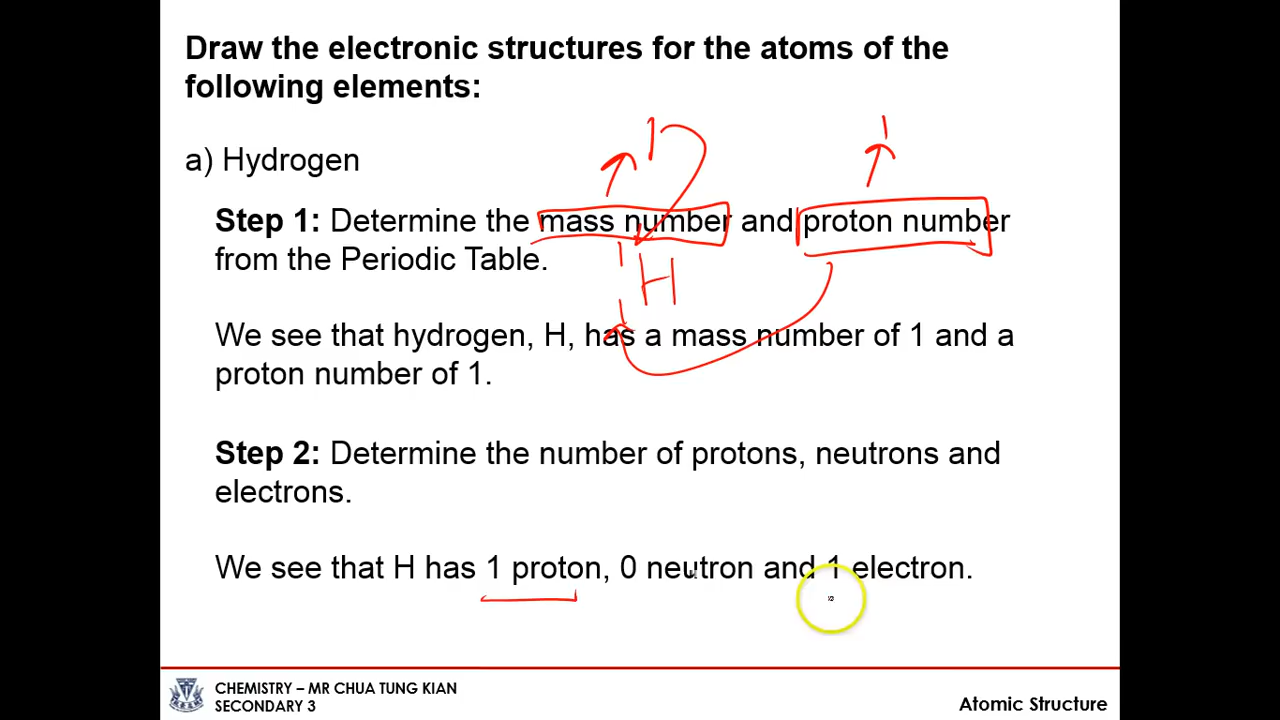 Draw the electronic structures for the atoms of the
following elements:
1
1
a) Hydrogen
Step 1: Determine the mass number and proton number
from the Periodic Table.
1
H
1
We see that hydrogen, H, has a mass number of 1 and a
proton number of 1.
Step 2: Determine the number of protons, neutrons and
electrons.
We see that H has 1 proton, 0 neutron and 1 electron.
CHEMISTRY – MR CHUA TUNG KIAN
SECONDARY 3
Atomic Structure